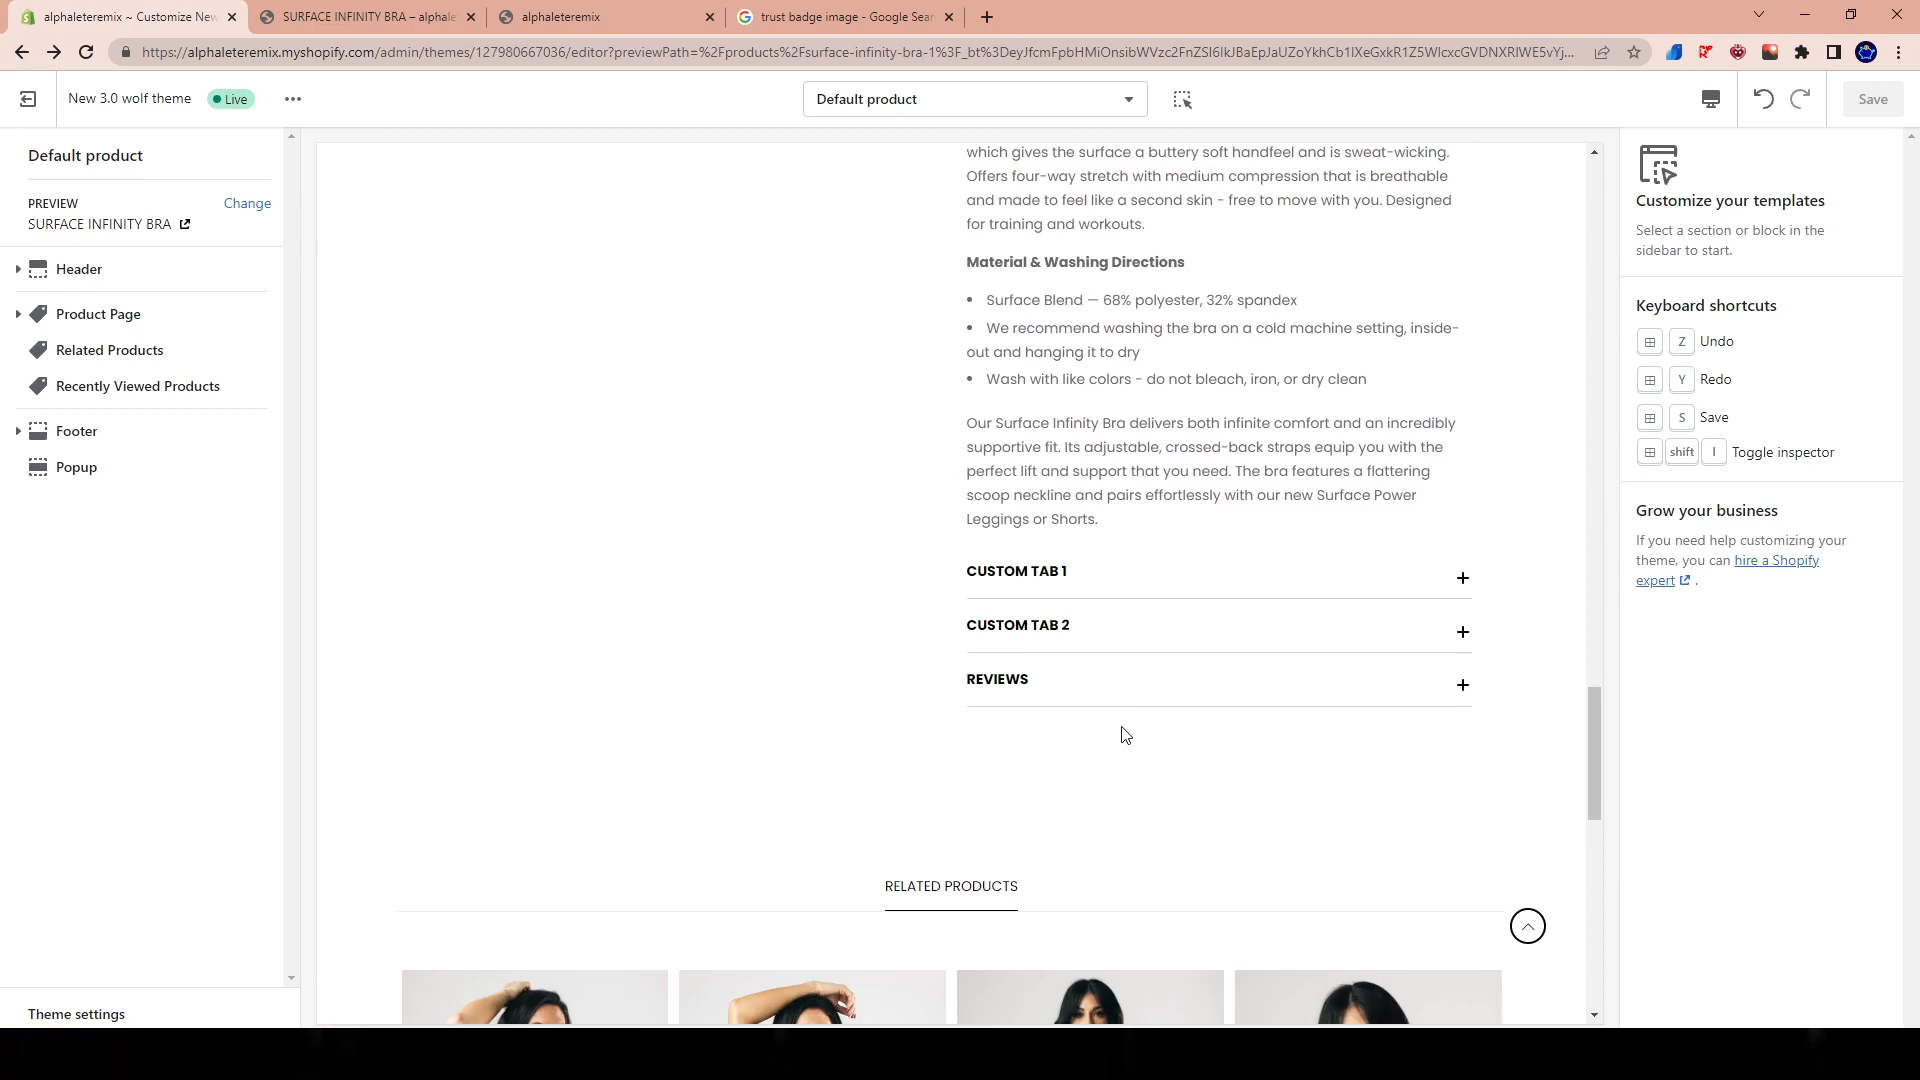 alphaleteremix ~ Customize New
SURFACE INFINITY BRA – alphale
alphaleteremix
trust badge image - Google Sear
https://alphaleteremix.myshopify.com/admin/themes/127980667036/editor?previewPath=%2Fproducts%2Fsurface-infinity-bra-1%3F_bt%3DeyJfcmFpbHMiOnsibWVzc2FnZSI6IkJBaEpJaUZoYkhCb1lXeGxkR1Z5WlcxcGVDNXRlWE5vYj...
New 3.0 wolf theme
Live
Default product
Save
Default product
PREVIEW
Change
SURFACE INFINITY BRA
Header
Product Page
Related Products
Recently Viewed Products
Footer
Popup
Theme settings
which gives the surface a buttery soft handfeel and is sweat-wicking.
Offers four-way stretch with medium compression that is breathable
and made to feel like a second skin - free to move with you. Designed
for training and workouts.
Material & Washing Directions
• Surface Blend — 68% polyester, 32% spandex
• We recommend washing the bra on a cold machine setting, inside-
out and hanging it to dry
• Wash with like colors - do not bleach, iron, or dry clean
Our Surface Infinity Bra delivers both infinite comfort and an incredibly
supportive fit. Its adjustable, crossed-back straps equip you with the
perfect lift and support that you need. The bra features a flattering
scoop neckline and pairs effortlessly with our new Surface Power
Leggings or Shorts.
CUSTOM TAB 1
+
CUSTOM TAB 2
+
REVIEWS
+
RELATED PRODUCTS
Customize your templates
Select a section or block in the
sidebar to start.
Keyboard shortcuts
Z Undo
Y Redo
S Save
shift I Toggle inspector
Grow your business
If you need help customizing your
theme, you can hire a Shopify
expert .